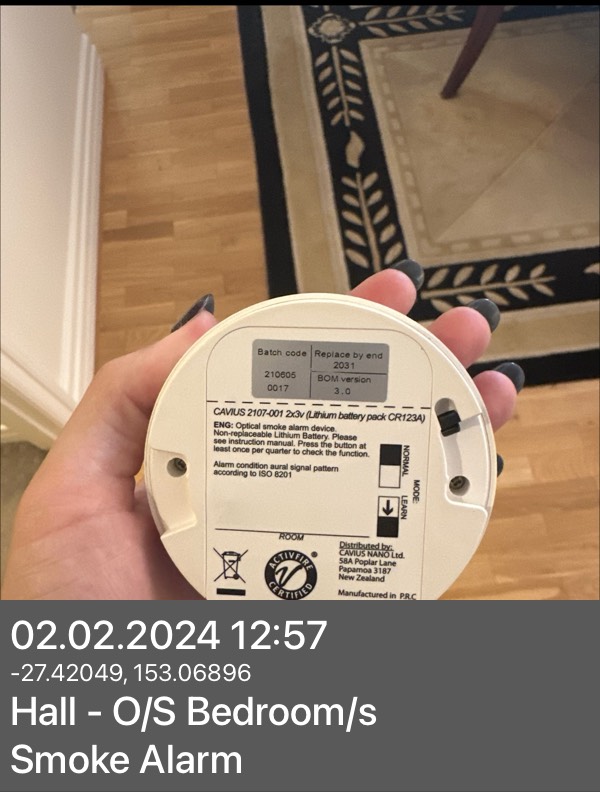 Batch code
Replace by end
2031
210605
0017
BOM version
3.0
CAVIUS 2107-001 2x3v (Lithium battery pack CR123A)
ENG: Optical smoke alarm device.
Non-replaceable Lithium Battery. Please
see instruction manual. Press the button at
least once per quarter to check the function.
Alarm condition aural signal pattern
according to ISO 8201
NORMAL
MODE:
LEARN
ROOM
ACTIVFIRE
®
CERTIFIED
Distributed by:
CAVIUS NANO Ltd.
58A Poplar Lane
Papamoa 3187
New Zealand
Manufactured in P.R.C
02.02.2024 12:57
-27.42049, 153.06896
Hall - O/S Bedroom/s
Smoke Alarm